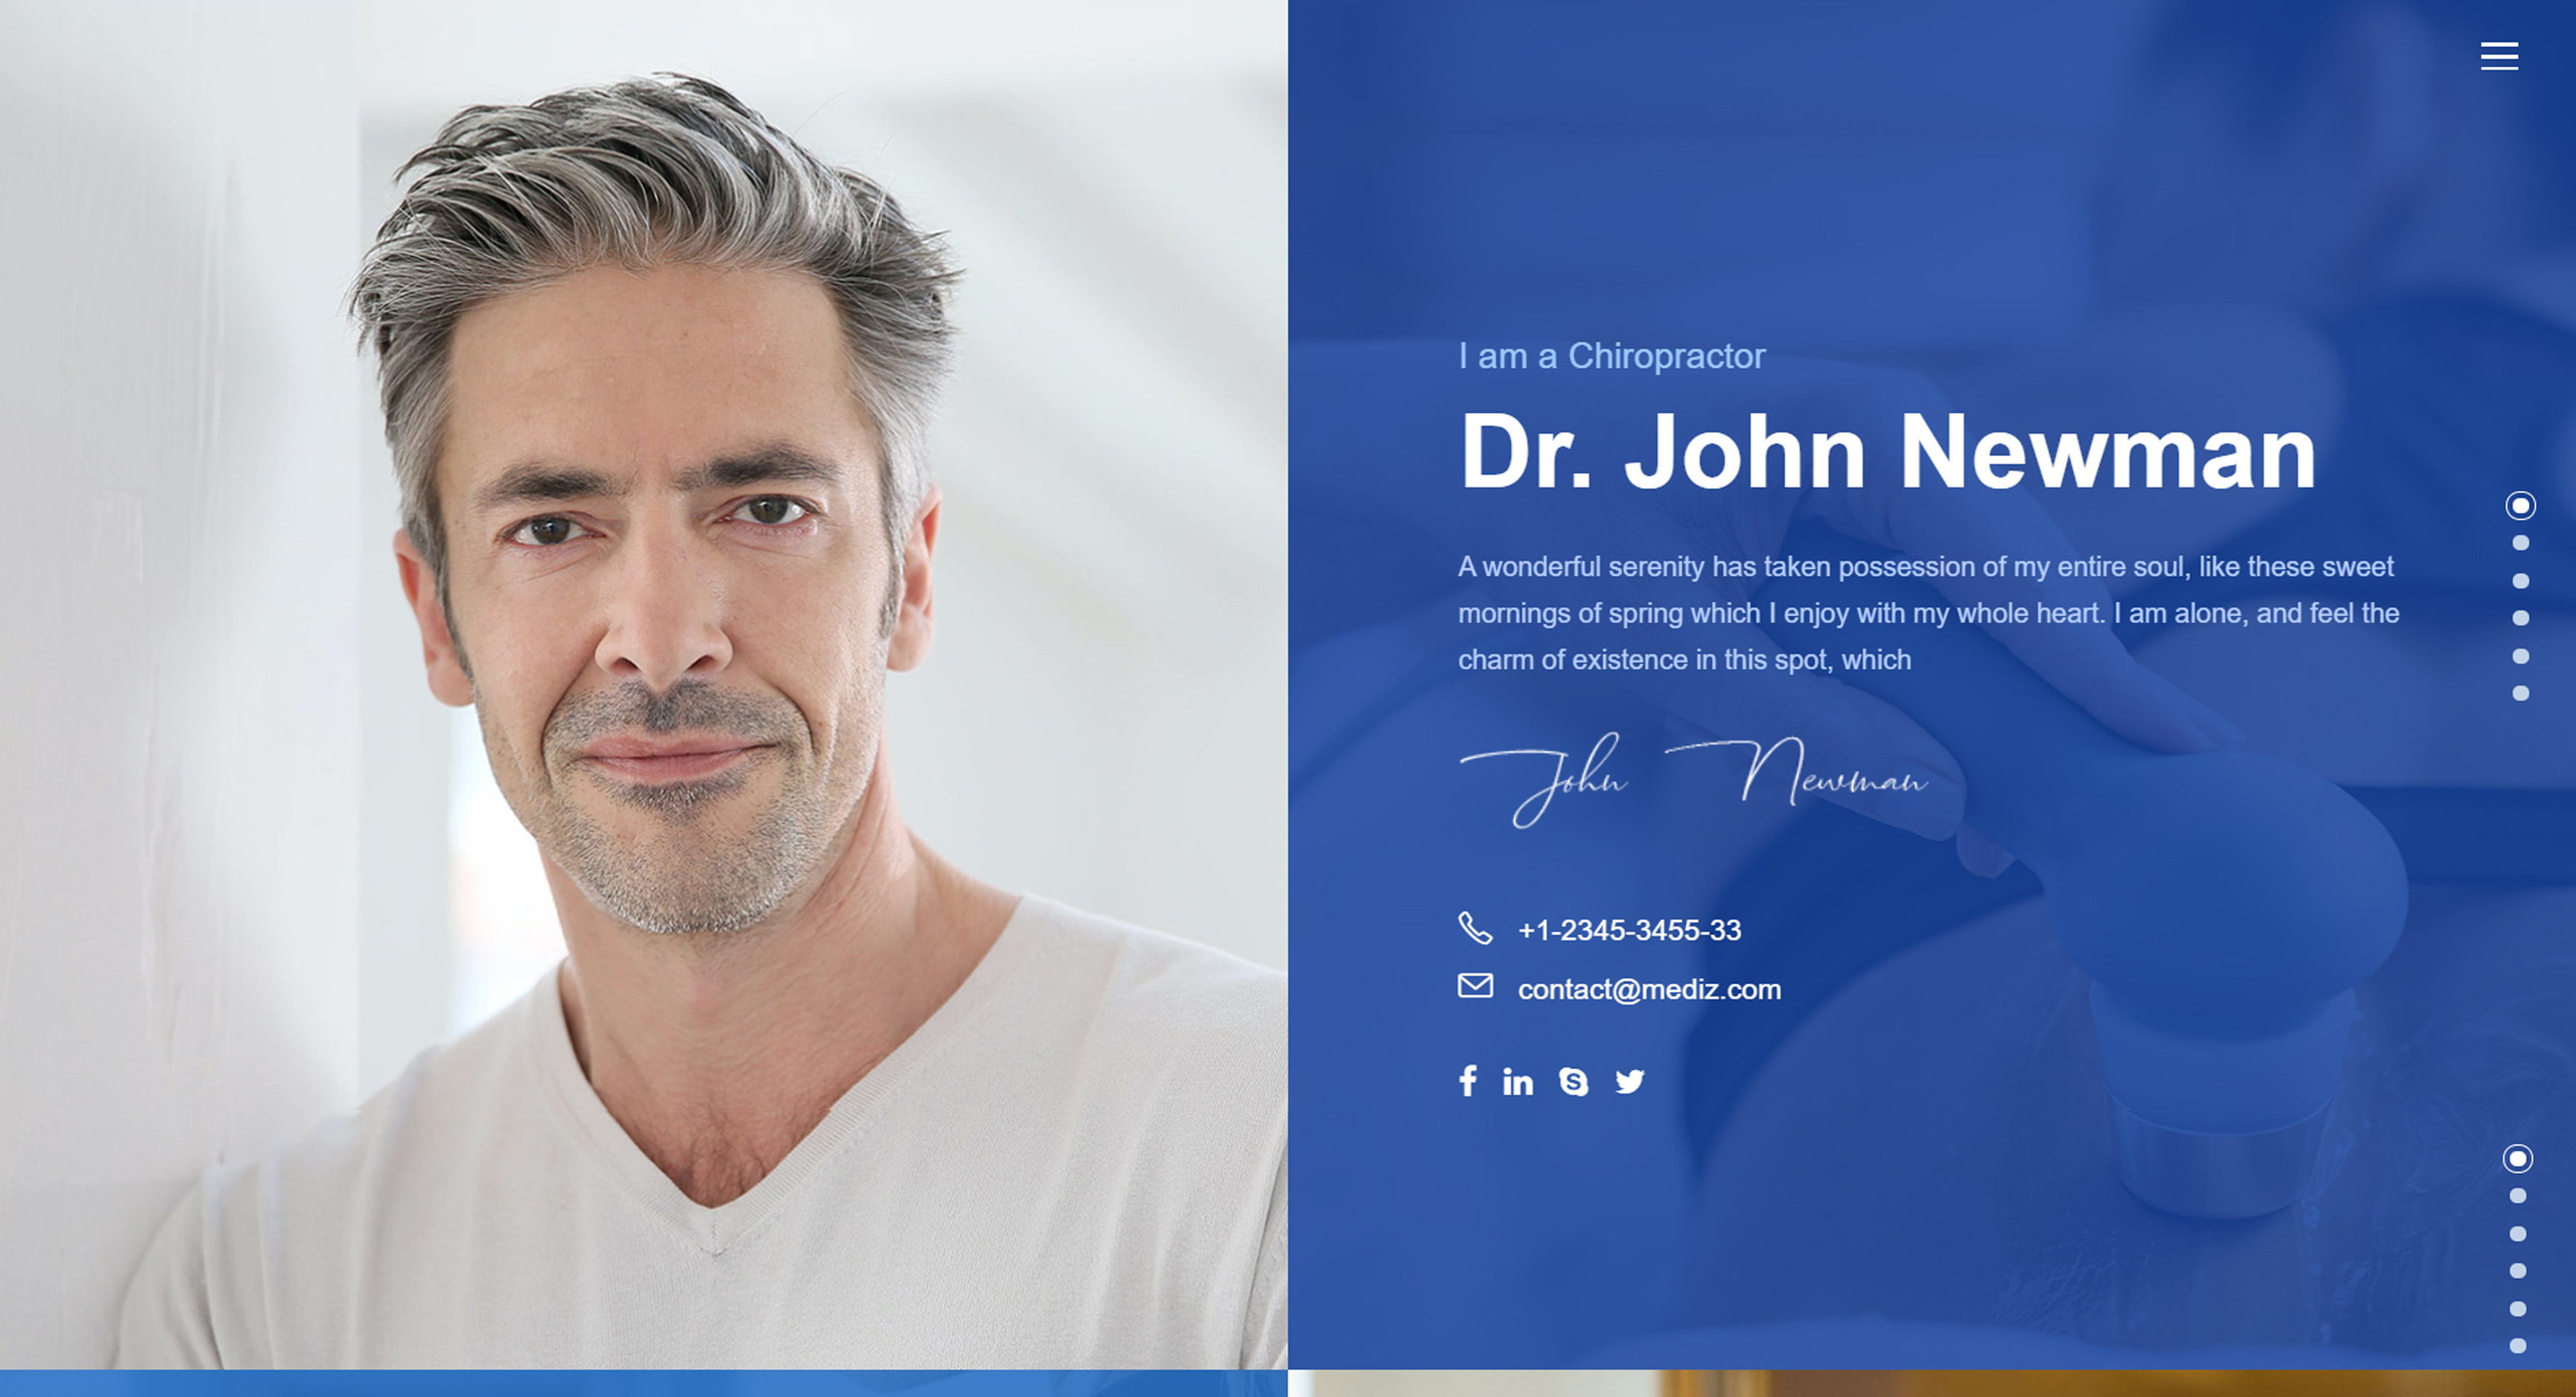 I am a Chiropractor
Dr. John Newman
A wonderful serenity has taken possession of my entire soul, like these sweet
mornings of spring which I enjoy with my whole heart. I am alone, and feel the
charm of existence in this spot, which
John Newman
+1-2345-3455-33
contact@mediz.com